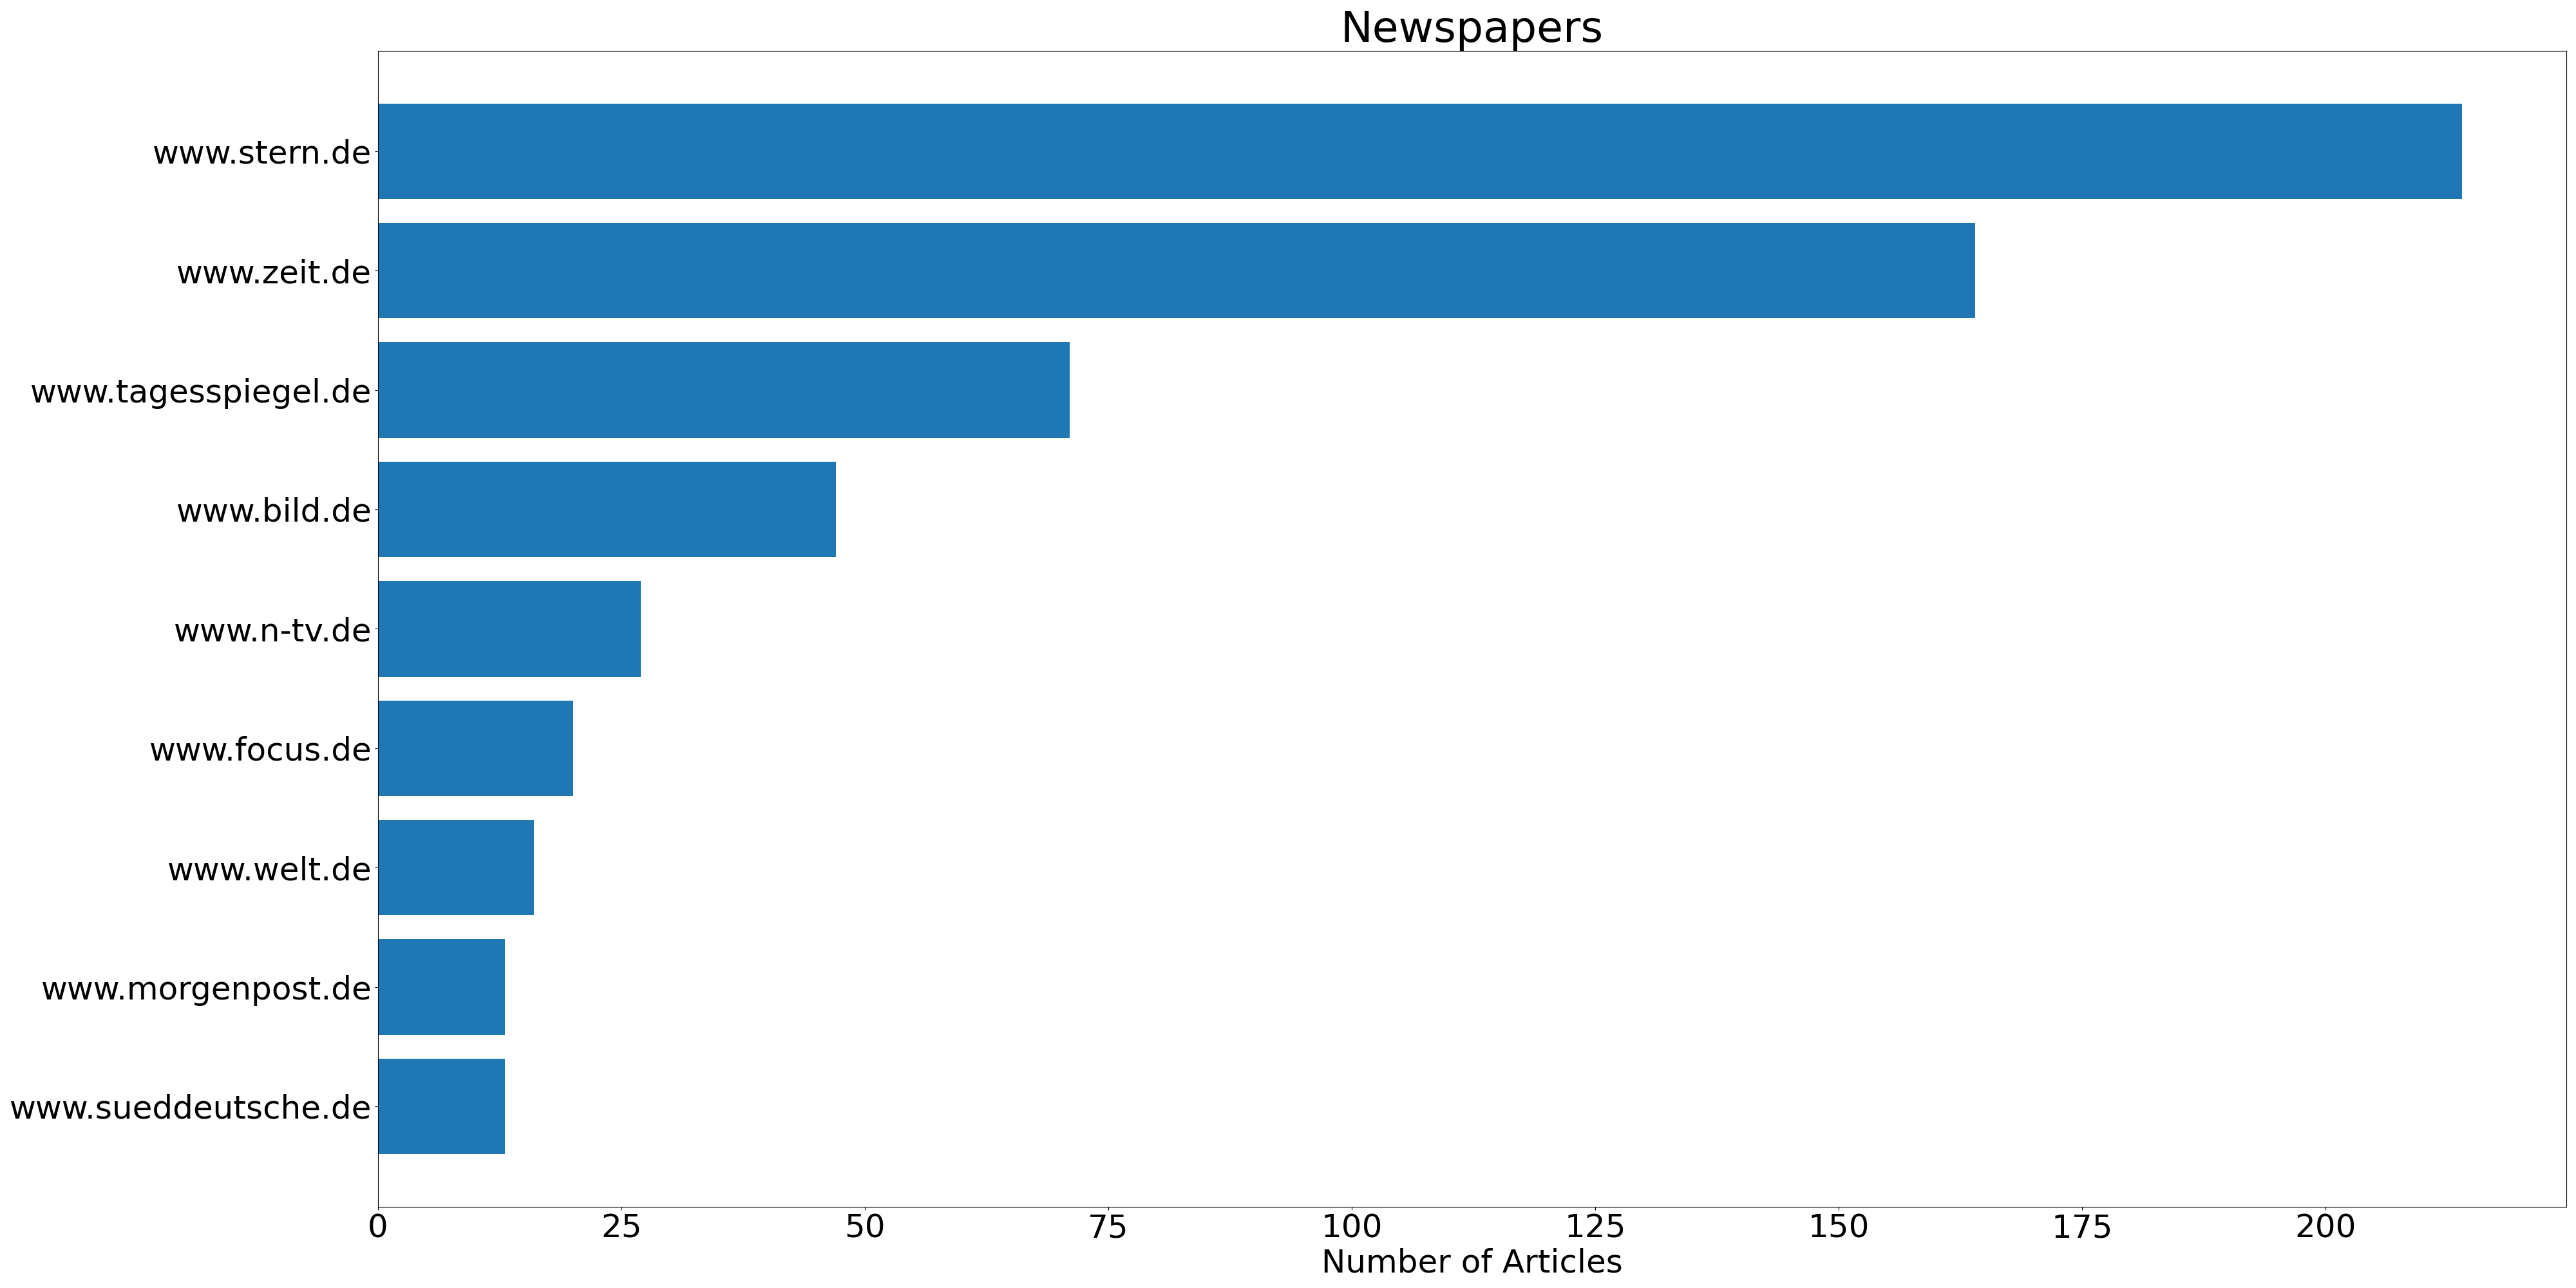 Newspapers
www.stern.de
www.zeit.de
www.tagesspiegel.de
www.bild.de
www.n-tv.de
www.focus.de
www.welt.de
www.morgenpost.de
www.sueddeutsche.de
0 25 50 75 100 125 150 175 200
Number of Articles